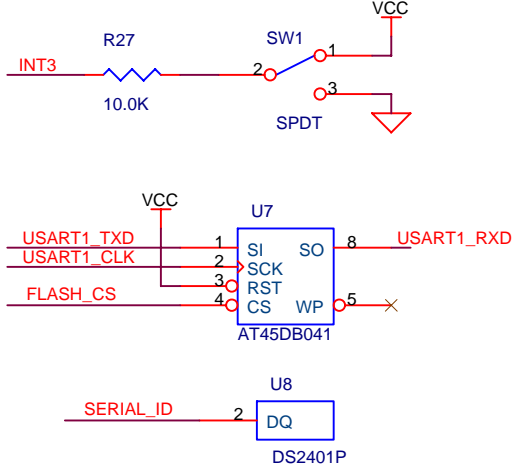 VCC
R27
SW1
INT3
1
2
3
10.0K
SPDT
VCC
U7
USART1_TXD
1
SI
SO
8
USART1_RXD
USART1_CLK
2
SCK
3
RST
FLASH_CS
4
CS
WP
5
AT45DB041
U8
SERIAL_ID
2
DQ
DS2401P